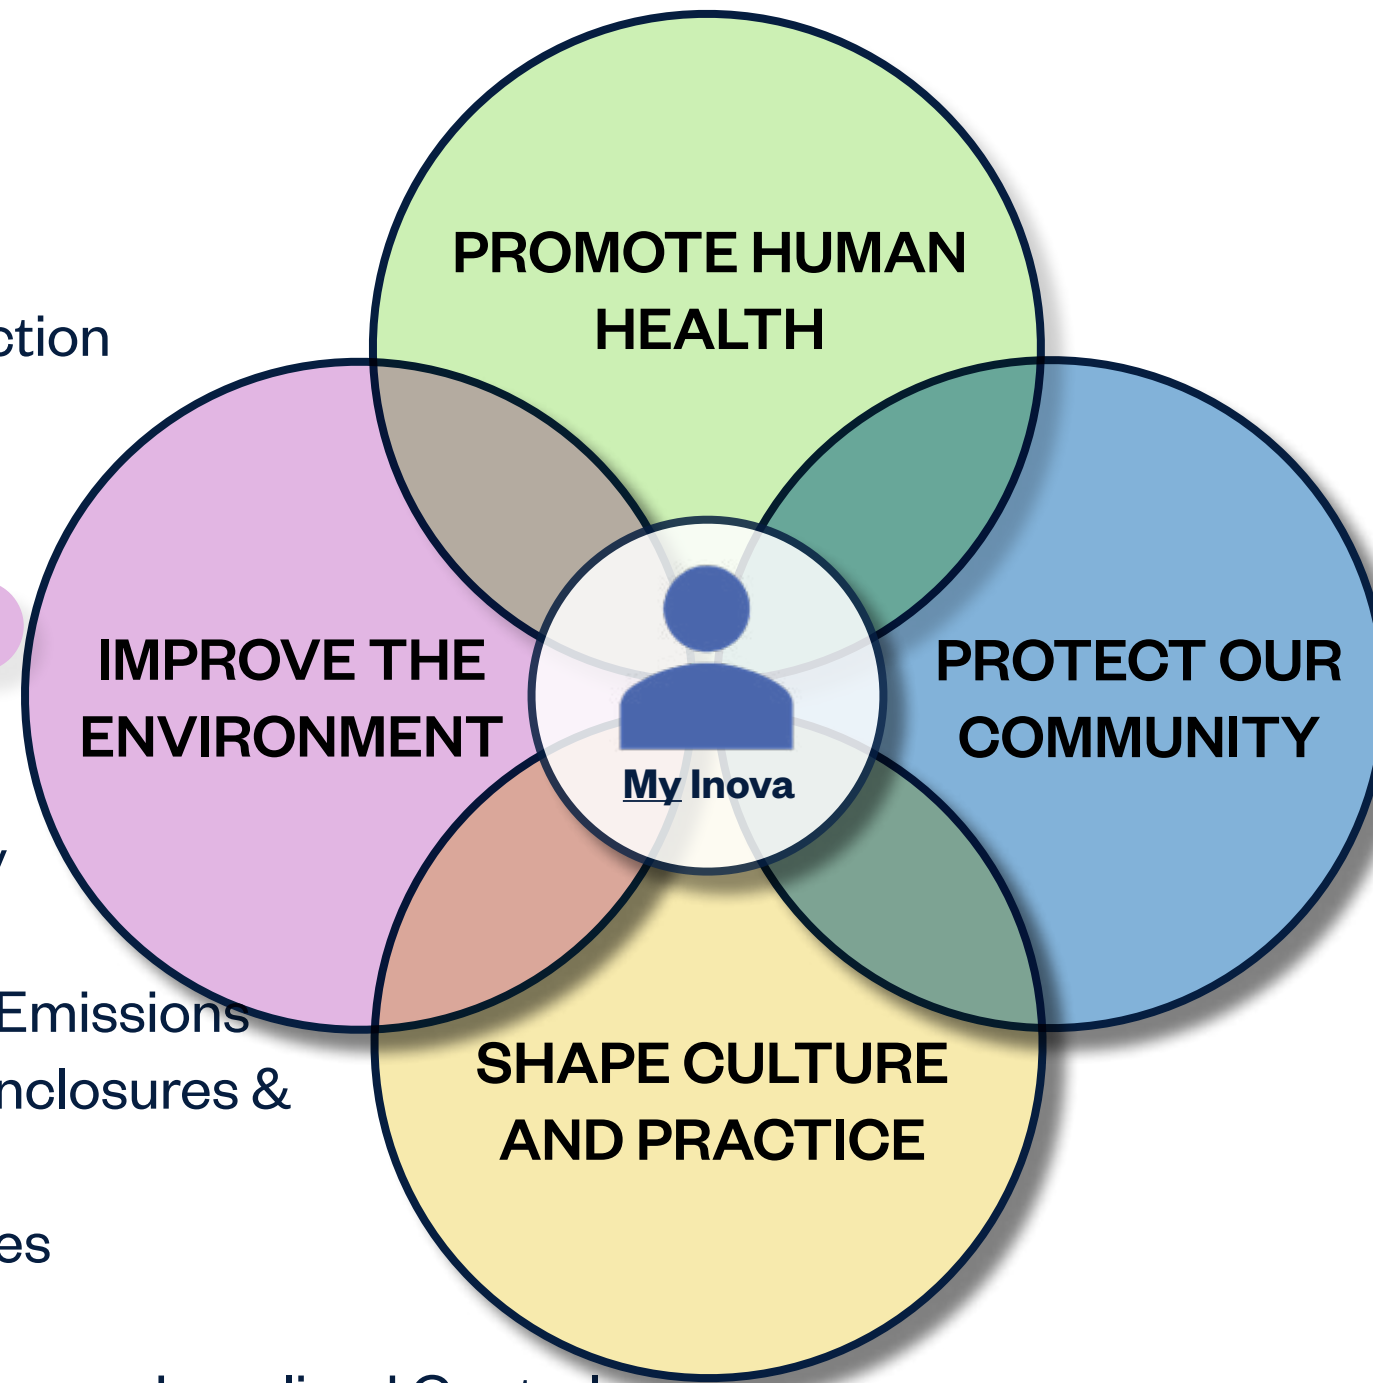 PROMOTE HUMAN
HEALTH
ction
IMPROVE THE
ENVIRONMENT
PROTECT OUR
COMMUNITY
My Inova
y
Emissions
nclosures &
SHAPE CULTURE
AND PRACTICE
es